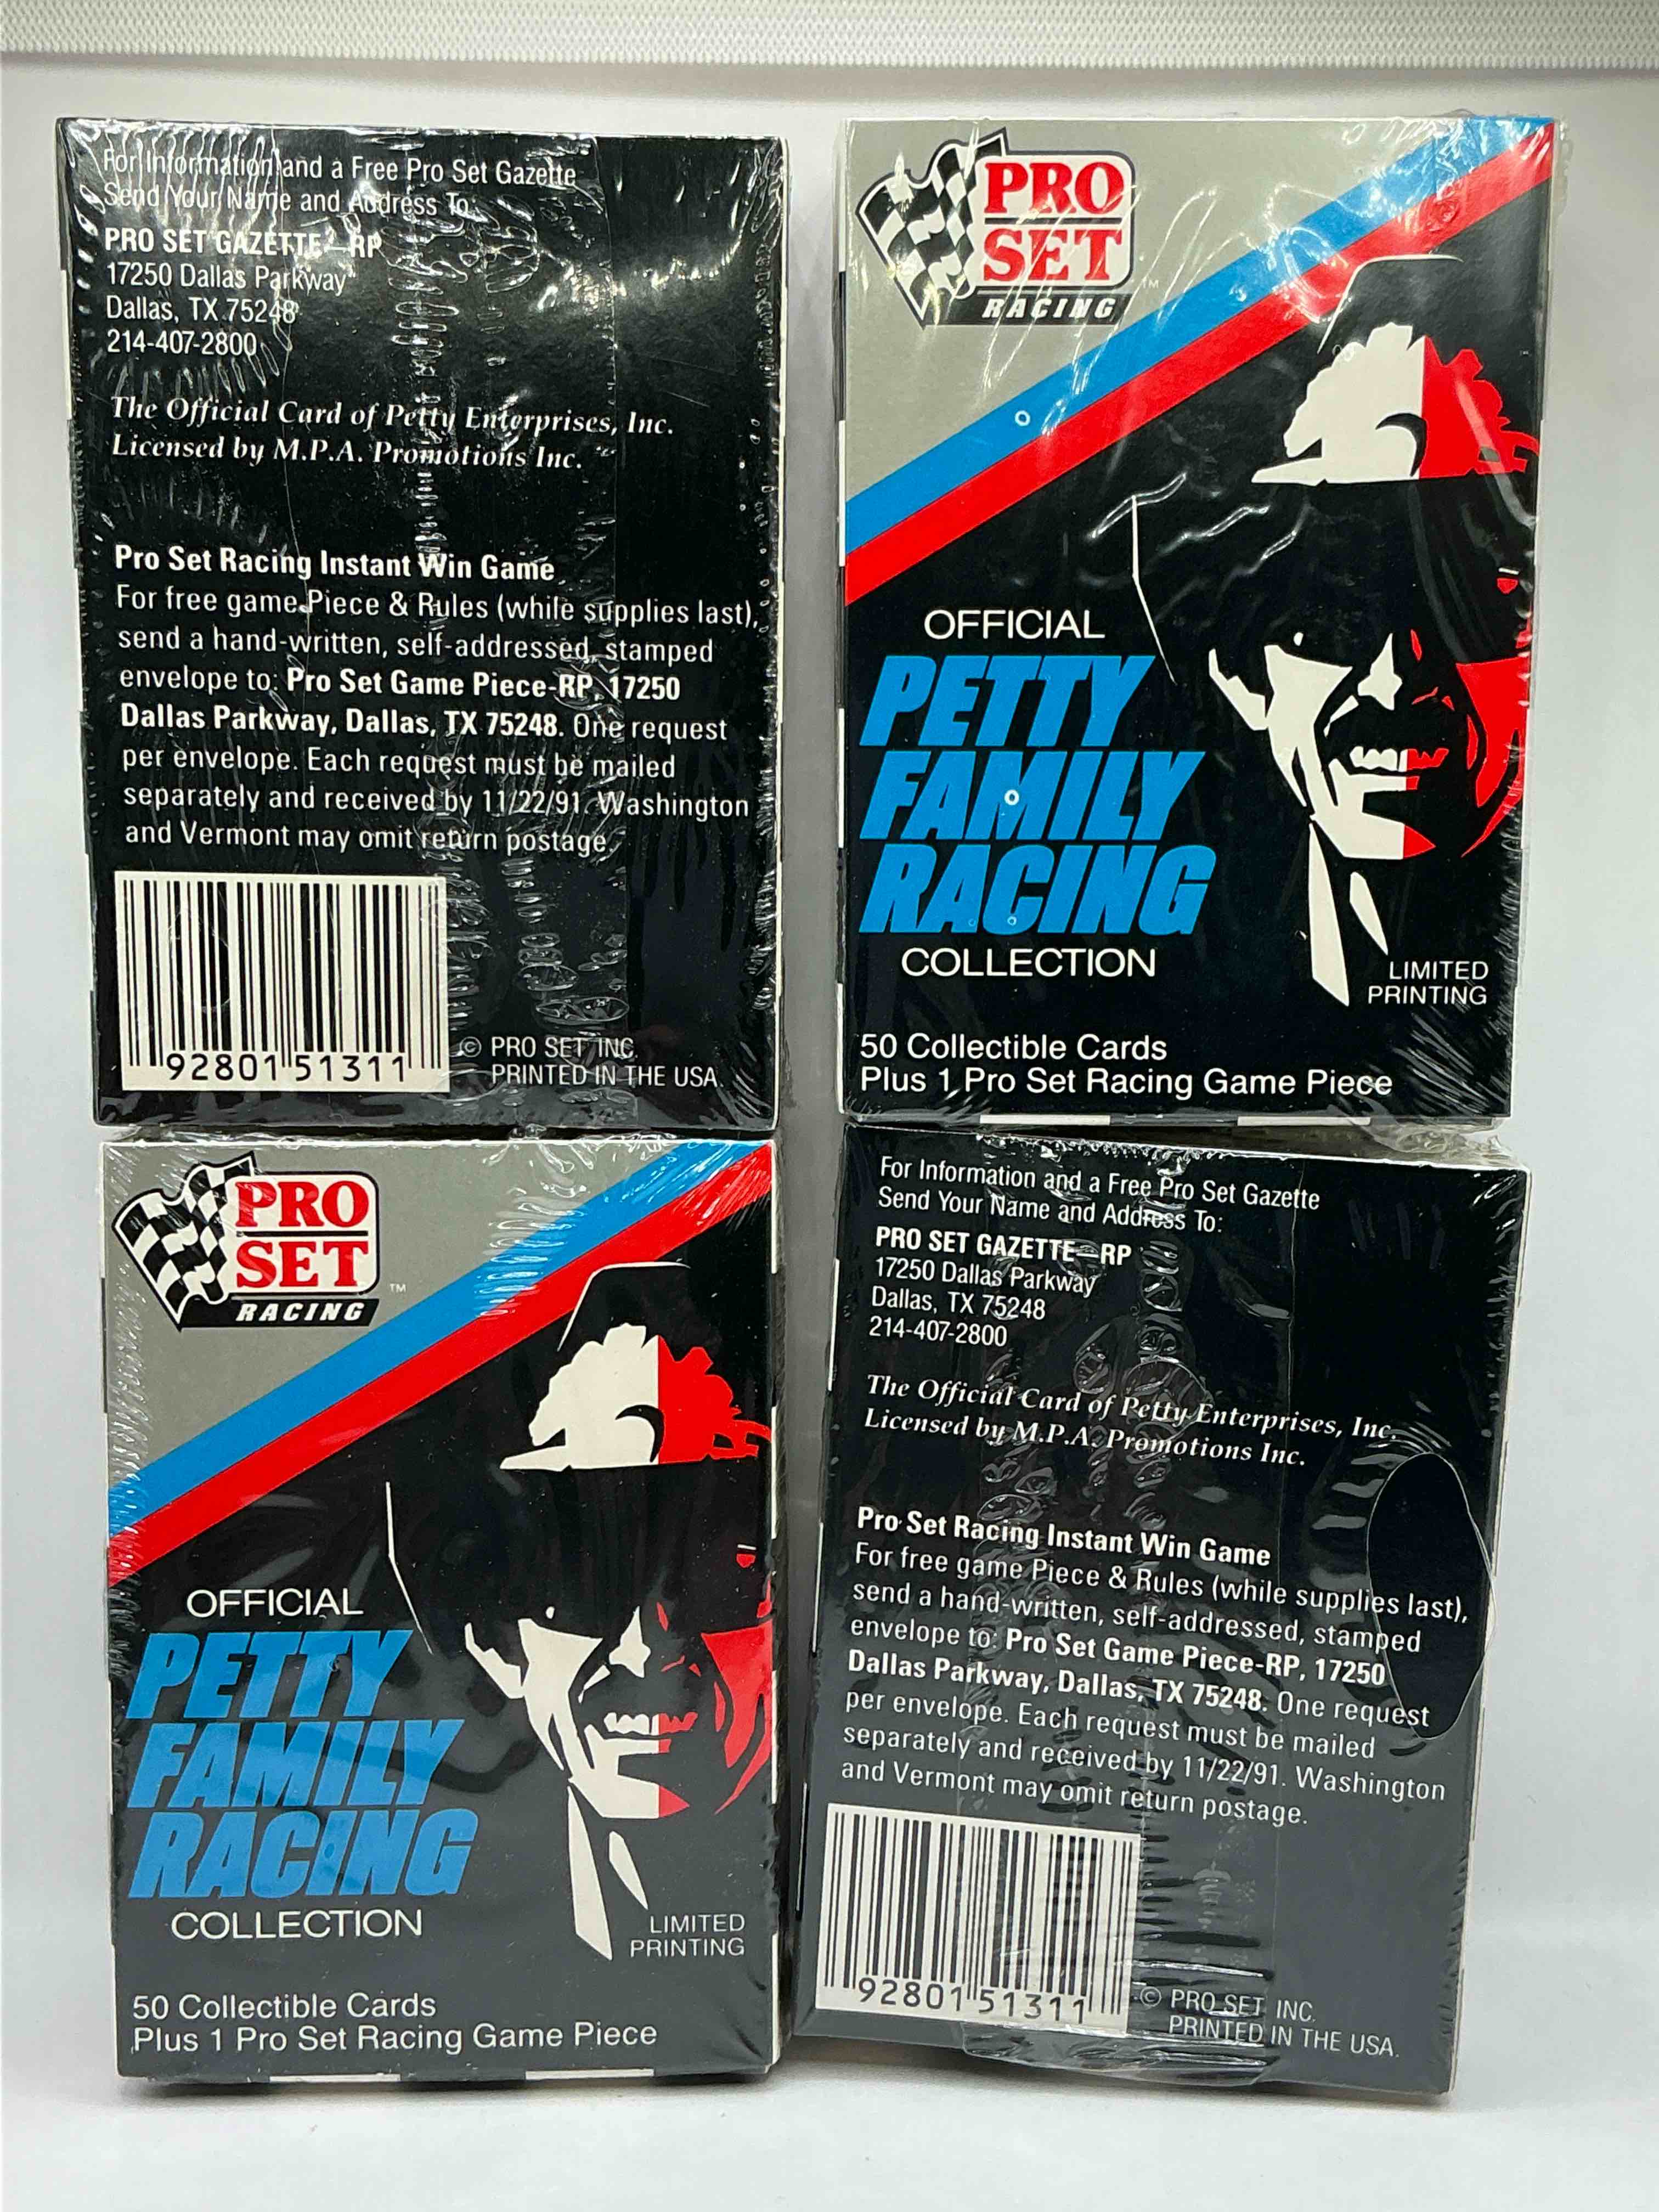 For Information and a Free Pro Set Gazette
Send Your Name and Address To:
PRO SET GAZETTE—RP
17250 Dallas Parkway
Dallas, TX 75248
214-407-2800
The Official Card of Petty Enterprises, Inc.
Licensed by M.P.A. Promotions Inc.
Pro Set Racing Instant Win Game
For free game Piece & Rules (while supplies last),
send a hand-written, self-addressed, stamped
envelope to: Pro Set Game Piece-RP, 17250
Dallas Parkway, Dallas, TX 75248. One request
per envelope. Each request must be mailed
separately and received by 11/22/91. Washington
and Vermont may omit return postage.
92801 51311
© PRO SET INC.
PRINTED IN THE USA.
PRO
SET
RACING
TM
OFFICIAL
PETTY
FAMILY
RACING
COLLECTION
LIMITED
PRINTING
50 Collectible Cards
Plus 1 Pro Set Racing Game Piece
PRO
SET
RACING
TM
OFFICIAL
PETTY
FAMILY
RACING
COLLECTION
LIMITED
PRINTING
50 Collectible Cards
Plus 1 Pro Set Racing Game Piece
For Information and a Free Pro Set Gazette
Send Your Name and Address To:
PRO SET GAZETTE—RP
17250 Dallas Parkway
Dallas, TX 75248
214-407-2800
The Official Card of Petty Enterprises, Inc.
Licensed by M.P.A. Promotions Inc.
Pro Set Racing Instant Win Game
For free game Piece & Rules (while supplies last),
send a hand-written, self-addressed, stamped
envelope to: Pro Set Game Piece-RP, 17250
Dallas Parkway, Dallas, TX 75248. One request
per envelope. Each request must be mailed
separately and received by 11/22/91. Washington
and Vermont may omit return postage.
92801 51311
© PRO SET INC.
PRINTED IN THE USA.